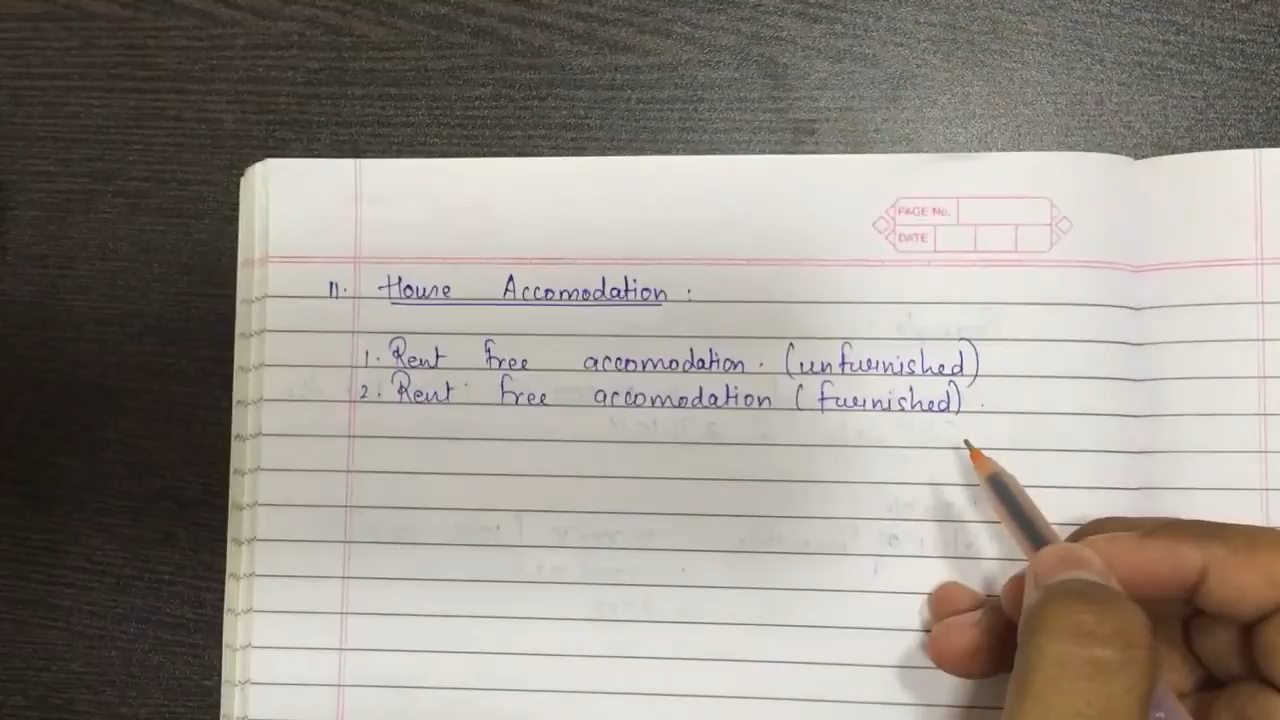 PAGE No.
DATE
11. House Accomodation :
1. Rent free accomodation. (unfurnished)
2. Rent free accomodation (furnished).